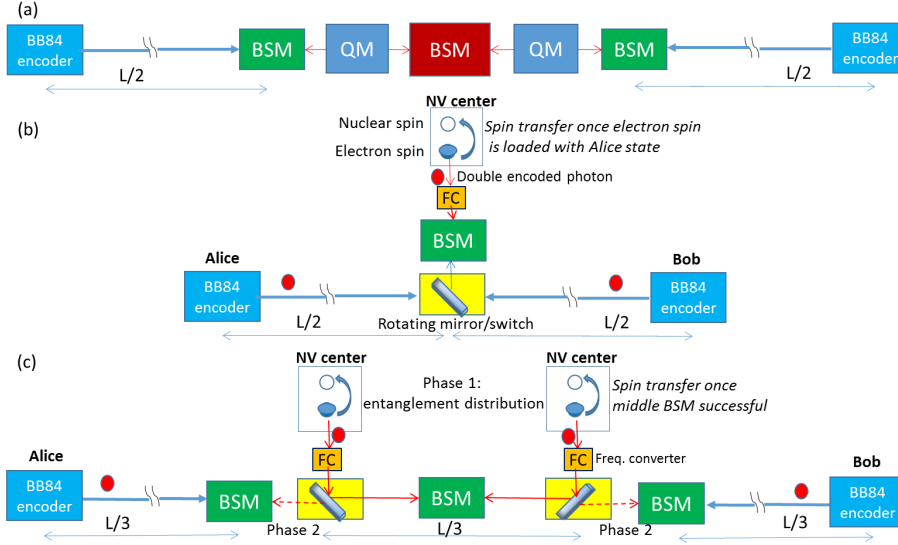 (a)
BB84
encoder
L/2
BSM
QM
BSM
QM
BSM
L/2
BB84
encoder
(b)
NV center
Nuclear spin
Electron spin
Spin transfer once electron spin
is loaded with Alice state
Double encoded photon
FC
BSM
Alice
BB84
encoder
L/2
Rotating mirror/switch
L/2
Bob
BB84
encoder
(c)
NV center
Phase 1:
entanglement distribution
NV center
Spin transfer once
middle BSM successful
FC
FC
Freq. converter
Alice
BB84
encoder
L/3
BSM
Phase 2
BSM
L/3
Phase 2
BSM
L/3
Bob
BB84
encoder